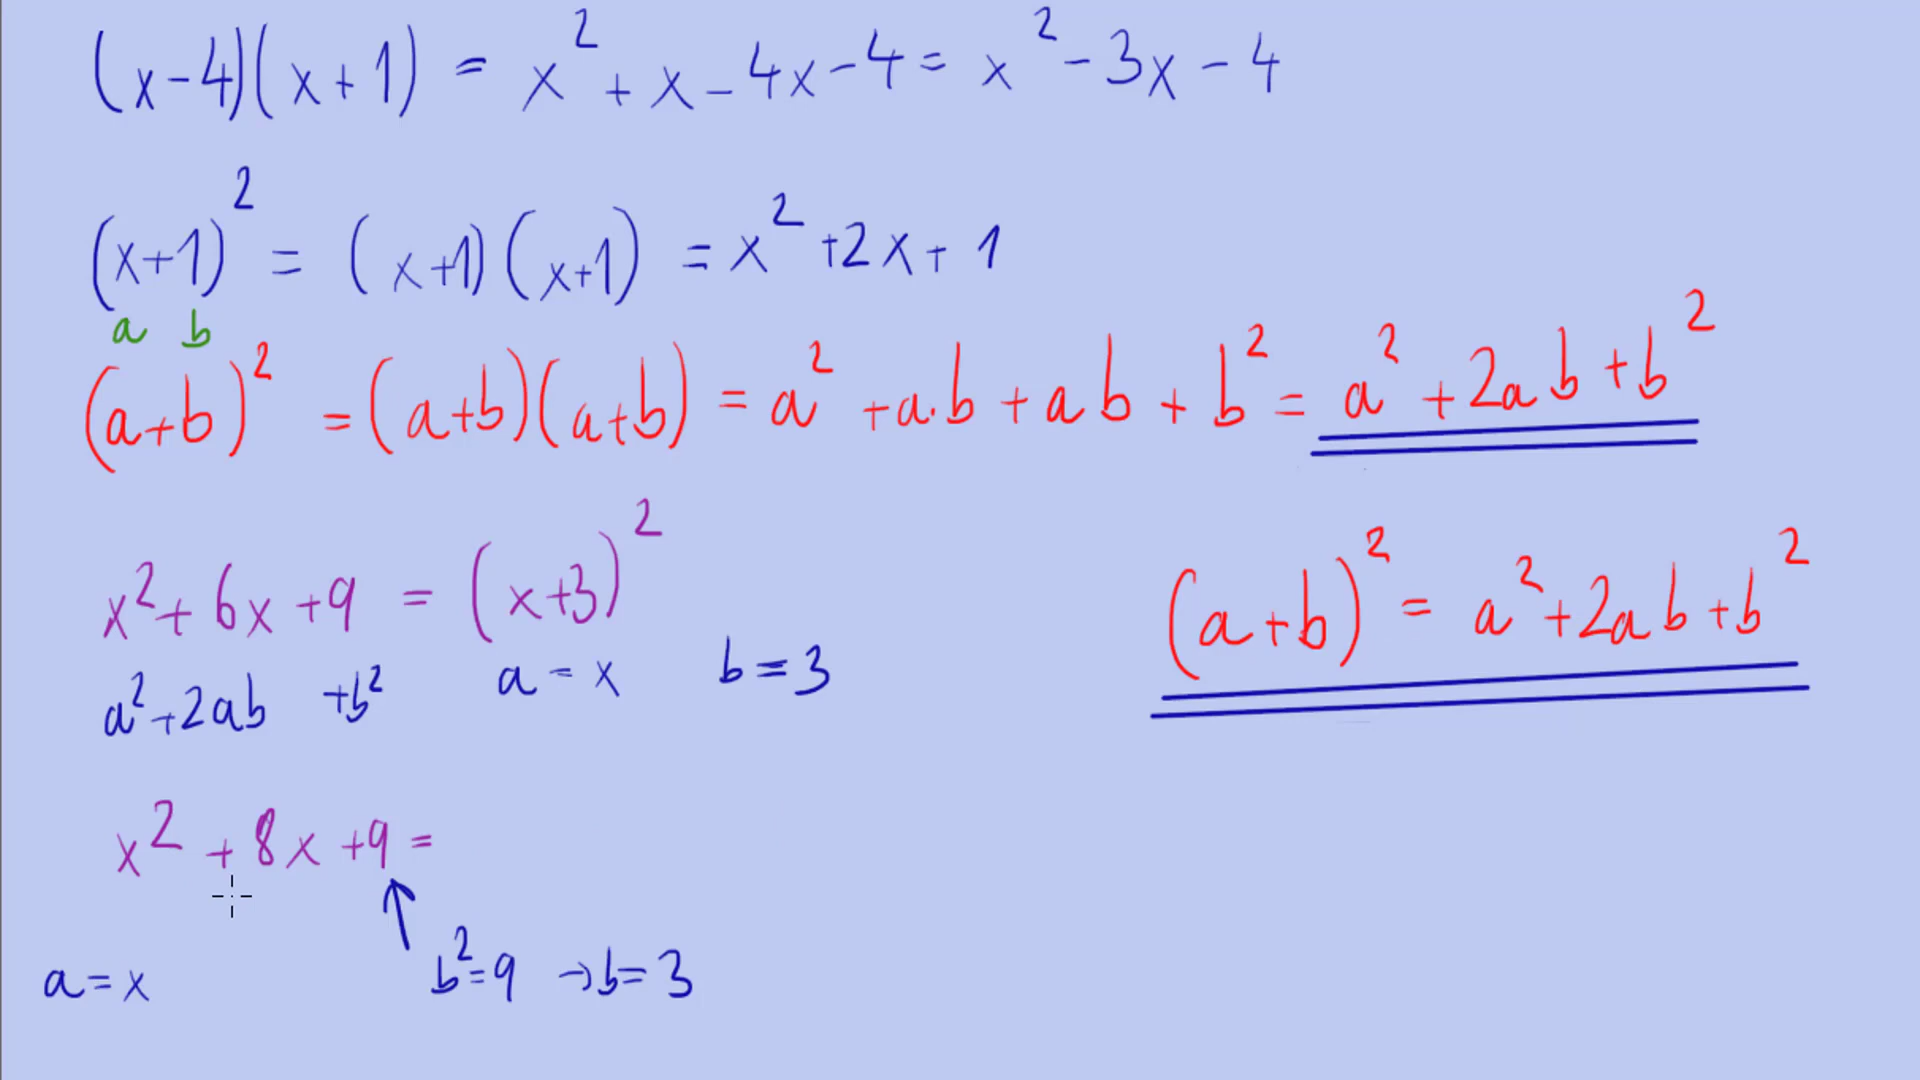 (x-4)(x+1) = x² + x - 4x - 4 = x² - 3x - 4
(x+1)² = (x+1)(x+1) = x² + 2x + 1
a b
(a+b)² = (a+b)(a+b) = a² + a·b + ab + b² = a² + 2ab + b²
x² + 6x + 9 = (x+3)²
(a+b)² = a² + 2ab + b²
a² + 2ab + b² a = x b = 3
x² + 8x + 9 =
a = x b² = 9 → b = 3